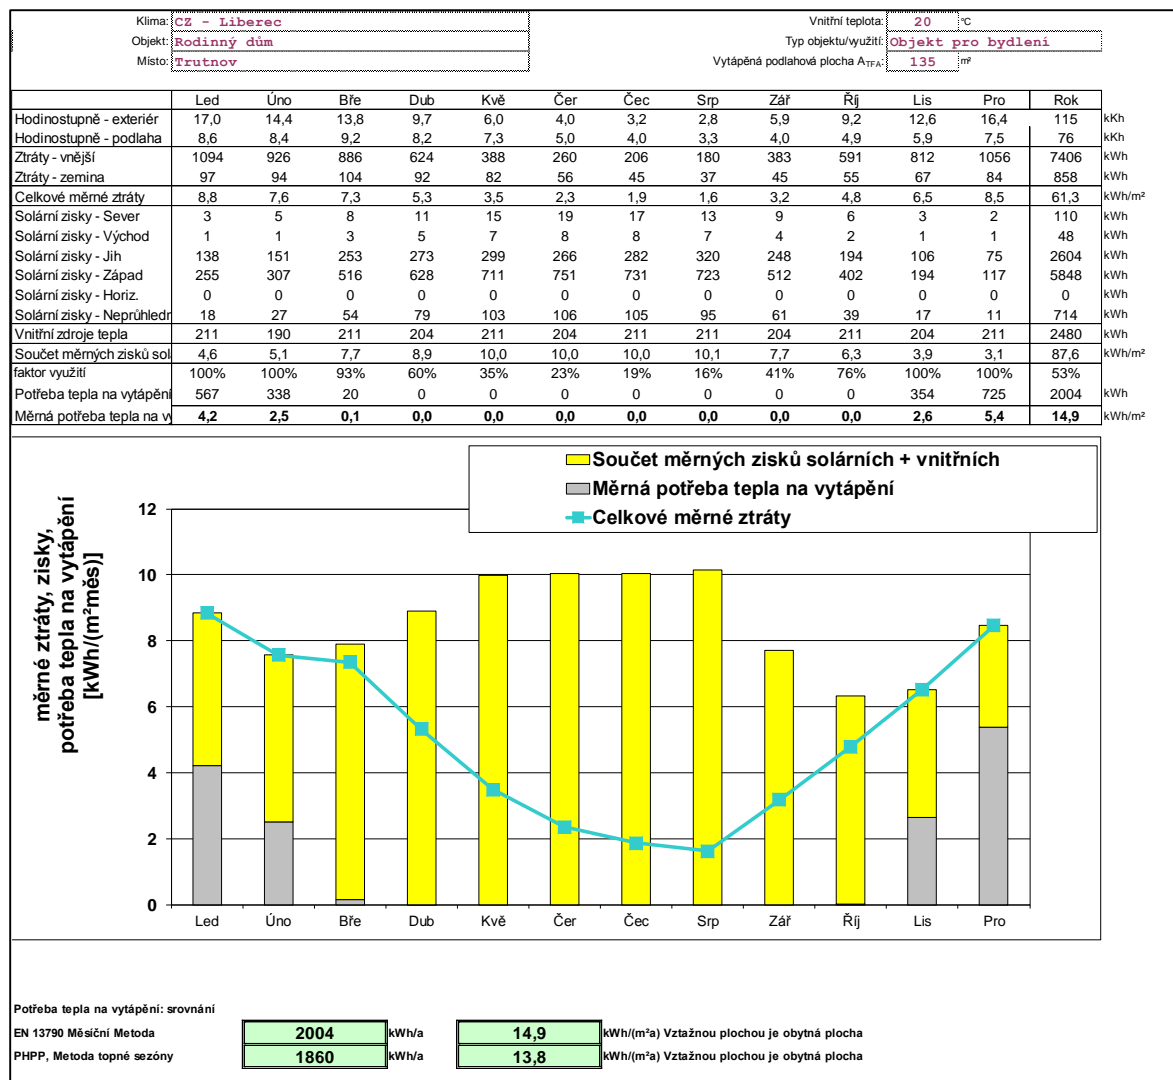 Klima: CZ - Liberec Vnitřní teplota: 20 °C
Objekt: Rodinný dům Typ objektu/využití: Objekt pro bydlení
Místo: Trutnov Vytápěná podlahová plocha ATFA: 135 m²
Led Úno Bře Dub Kvě Čer Čec Srp Zář Říj Lis Pro Rok
Hodinostupně - exteriér 17,0 14,4 13,8 9,7 6,0 4,0 3,2 2,8 5,9 9,2 12,6 16,4 115 kKh
Hodinostupně - podlaha 8,6 8,4 9,2 8,2 7,3 5,0 4,0 3,3 4,0 4,9 5,9 7,5 76 kKh
Ztráty - vnější 1094 926 886 624 388 260 206 180 383 591 812 1056 7406 kWh
Ztráty - zemina 97 94 104 92 82 56 45 37 45 55 67 84 858 kWh
Celkové měrné ztráty 8,8 7,6 7,3 5,3 3,5 2,3 1,9 1,6 3,2 4,8 6,5 8,5 61,3 kWh/m²
Solární zisky - Sever 3 5 8 11 15 19 17 13 9 6 3 2 110 kWh
Solární zisky - Východ 1 1 3 5 7 8 8 7 4 2 1 1 48 kWh
Solární zisky - Jih 138 151 253 273 299 266 282 320 248 194 106 75 2604 kWh
Solární zisky - Západ 255 307 516 628 711 751 731 723 512 402 194 117 5848 kWh
Solární zisky - Horiz. 0 0 0 0 0 0 0 0 0 0 0 0 0 kWh
Solární zisky - Neprůhledn 18 27 54 79 103 106 105 95 61 39 17 11 714 kWh
Vnitřní zdroje tepla 211 190 211 204 211 204 211 211 204 211 204 211 2480 kWh
Součet měrných zisků sol 4,6 5,1 7,7 8,9 10,0 10,0 10,0 10,1 7,7 6,3 3,9 3,1 87,6 kWh/m²
faktor využití 100% 100% 93% 60% 35% 23% 19% 16% 41% 76% 100% 100% 53%
Potřeba tepla na vytápění 567 338 20 0 0 0 0 0 0 0 354 725 2004 kWh
Měrná potřeba tepla na vy 4,2 2,5 0,1 0,0 0,0 0,0 0,0 0,0 0,0 0,0 2,6 5,4 14,9 kWh/m²
Součet měrných zisků solárních + vnitřních
Měrná potřeba tepla na vytápění
Celkové měrné ztráty
měrné ztráty, zisky,
potřeba tepla na vytápění
[kWh/(m²měs)]
12
10
8
6
4
2
0
Led Úno Bře Dub Kvě Čer Čec Srp Zář Říj Lis Pro
Potřeba tepla na vytápění: srovnání
EN 13790 Měsíční Metoda 2004 kWh/a 14,9 kWh/(m²a) Vztažnou plochou je obytná plocha
PHPP, Metoda topné sezóny 1860 kWh/a 13,8 kWh/(m²a) Vztažnou plochou je obytná plocha